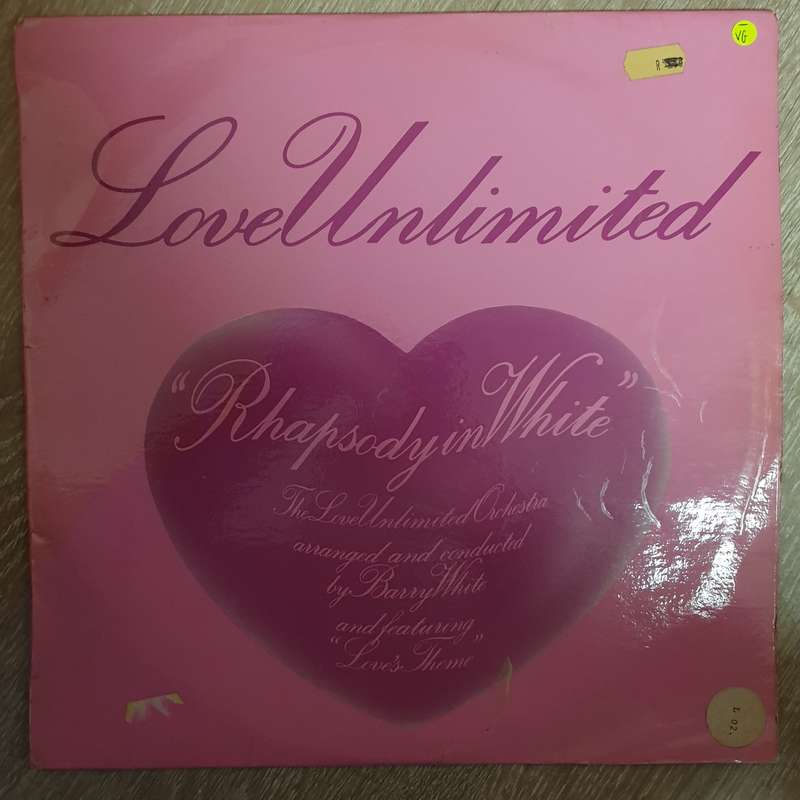 VG
R
Love Unlimited
"Rhapsody in White"
The Love Unlimited Orchestra
arranged and conducted
by Barry White
and featuring
"Love's Theme"
L 02.